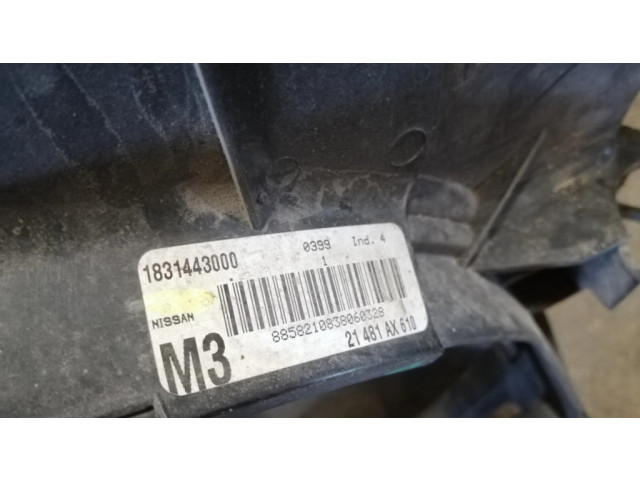 1831443000 0399 Ind. 4
1
NISSAN
8858210838060328
M3 21 481 AX 610